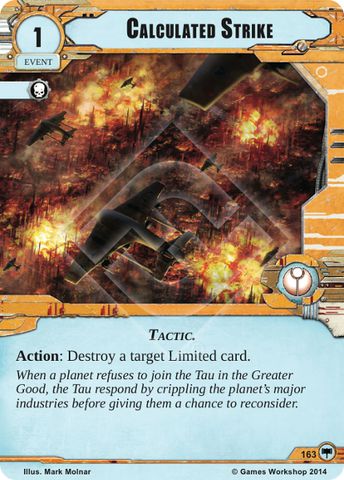 1
CALCULATED STRIKE
EVENT
TACTIC.
Action: Destroy a target Limited card.
When a planet refuses to join the Tau in the Greater
Good, the Tau respond by crippling the planet's major
industries before giving them a chance to reconsider.
163
Illus. Mark Molnar
© Games Workshop 2014